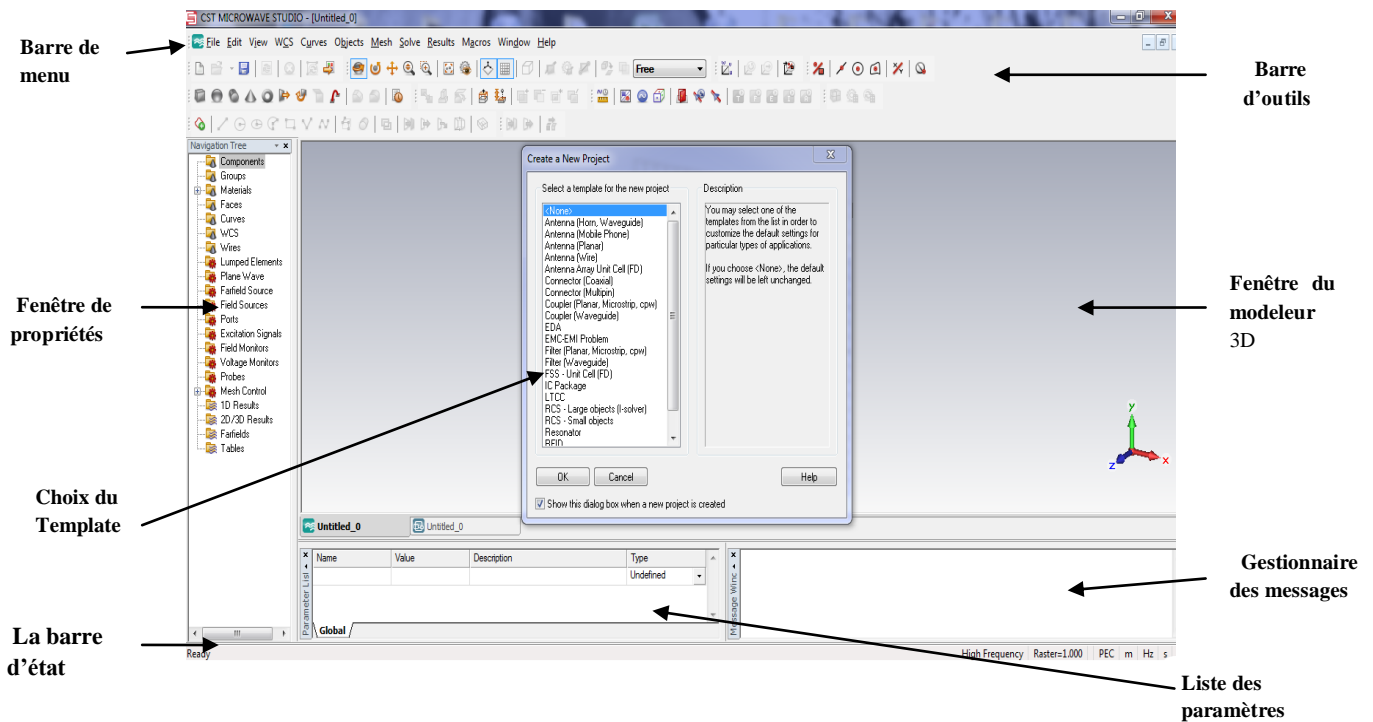 CST MICROWAVE STUDIO - [Untitled_0]
Barre de
menu
File Edit View WCS Curves Objects Mesh Solve Results Macros Window Help
Free
Barre
d'outils
Navigation Tree
Components
Groups
Materials
Faces
Curves
WCS
Wires
Lumped Elements
Plane Wave
Farfield Source
Field Sources
Ports
Excitation Signals
Field Monitors
Voltage Monitors
Probes
Mesh Control
1D Results
2D/3D Results
Farfields
Tables
Fenêtre de
propriétés
Create a New Project
Select a template for the new project
<None>
Antenna (Horn, Waveguide)
Antenna (Mobile Phone)
Antenna (Planar)
Antenna (Wire)
Antenna Array Unit Cell (FD)
Connector (Coaxial)
Connector (Multipin)
Coupler (Planar, Microstrip, cpw)
Coupler (Waveguide)
EDA
EMC-EMI Problem
Filter (Planar, Microstrip, cpw)
Filter (Waveguide)
FSS - Unit Cell (FD)
IC Package
LTCC
RCS - Large objects (I-solver)
RCS - Small objects
Resonator
RFID
Description
You may select one of the
templates from the list in order to
customize the default settings for
particular types of applications.
If you choose <None>, the default
settings will be left unchanged.
OK
Cancel
Help
Show this dialog box when a new project is created
Fenêtre du
modeleur
3D
y
z
x
Choix du
Template
Untitled_0
Untitled_0
Parameter List
Name Value Description Type
Undefined
Global
Message Winc
Gestionnaire
des messages
La barre
d'état
Ready
High Frequency Raster=1.000 PEC m Hz s
Liste des
paramètres